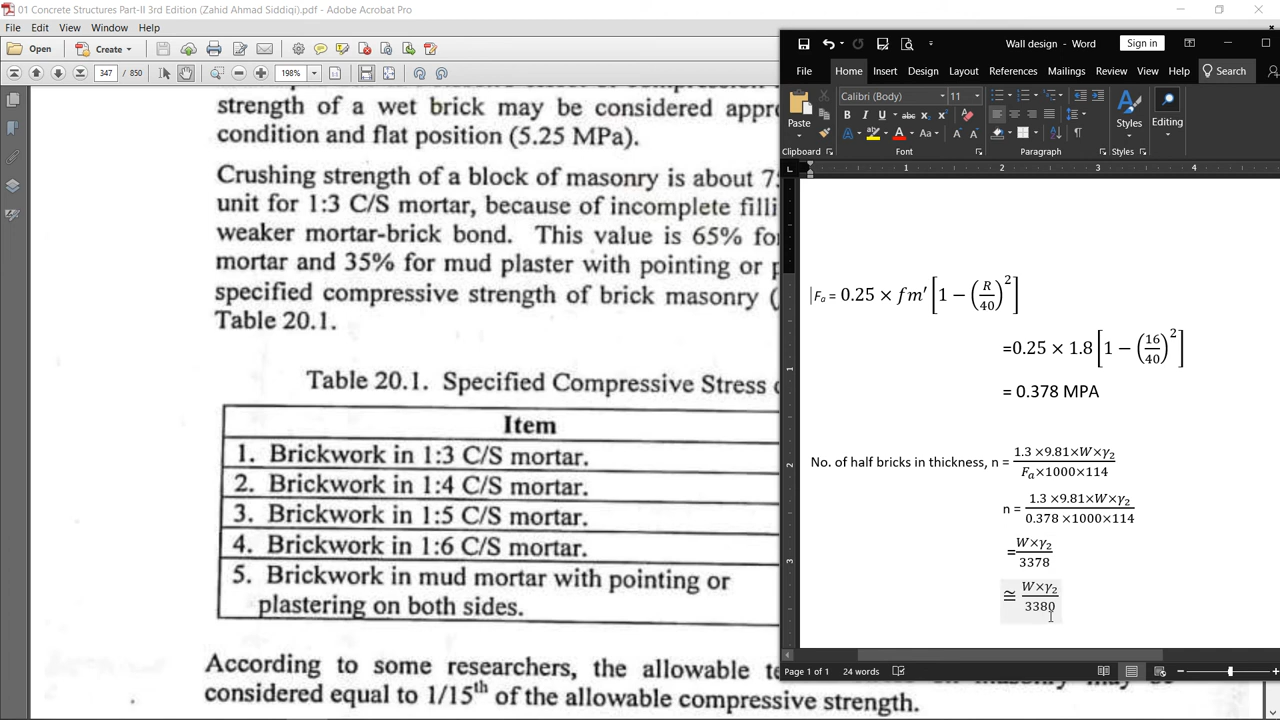 01 Concrete Structures Part-II 3rd Edition (Zahid Ahmad Siddiqi).pdf - Adobe Acrobat Pro
File Edit View Window Help
Open Create
347 / 850 198%
strength of a wet brick may be considered
condition and flat position (5.25 MPa).
Crushing strength of a block of masonry is about
unit for 1:3 C/S mortar, because of incomplete
weaker mortar-brick bond. This value is 65%
mortar and 35% for mud plaster with pointing or
specified compressive strength of brick masonry (
Table 20.1.
Table 20.1. Specified Compressive Stress
Item
1. Brickwork in 1:3 C/S mortar.
2. Brickwork in 1:4 C/S mortar.
3. Brickwork in 1:5 C/S mortar.
4. Brickwork in 1:6 C/S mortar.
5. Brickwork in mud mortar with pointing or
plastering on both sides.
According to some researchers, the allowable
considered equal to 1/15th of the allowable compressive strength.
Wall design - Word Sign in
File Home Insert Design Layout References Mailings Review View Help Search
Calibri (Body) 11
Paste Styles Editing
Clipboard Font Paragraph Styles
1 2 3 4
Fa = 0.25 × fm′ [1 − (R/40)²]
=0.25 × 1.8 [1 − (16/40)²]
= 0.378 MPA
No. of half bricks in thickness, n = 1.3 ×9.81×W×γ₂ / Fa×1000×114
n = 1.3 ×9.81×W×γ₂ / 0.378 ×1000×114
= W×γ₂ / 3378
≅ W×γ₂ / 3380
1
2
3
Page 1 of 1 24 words